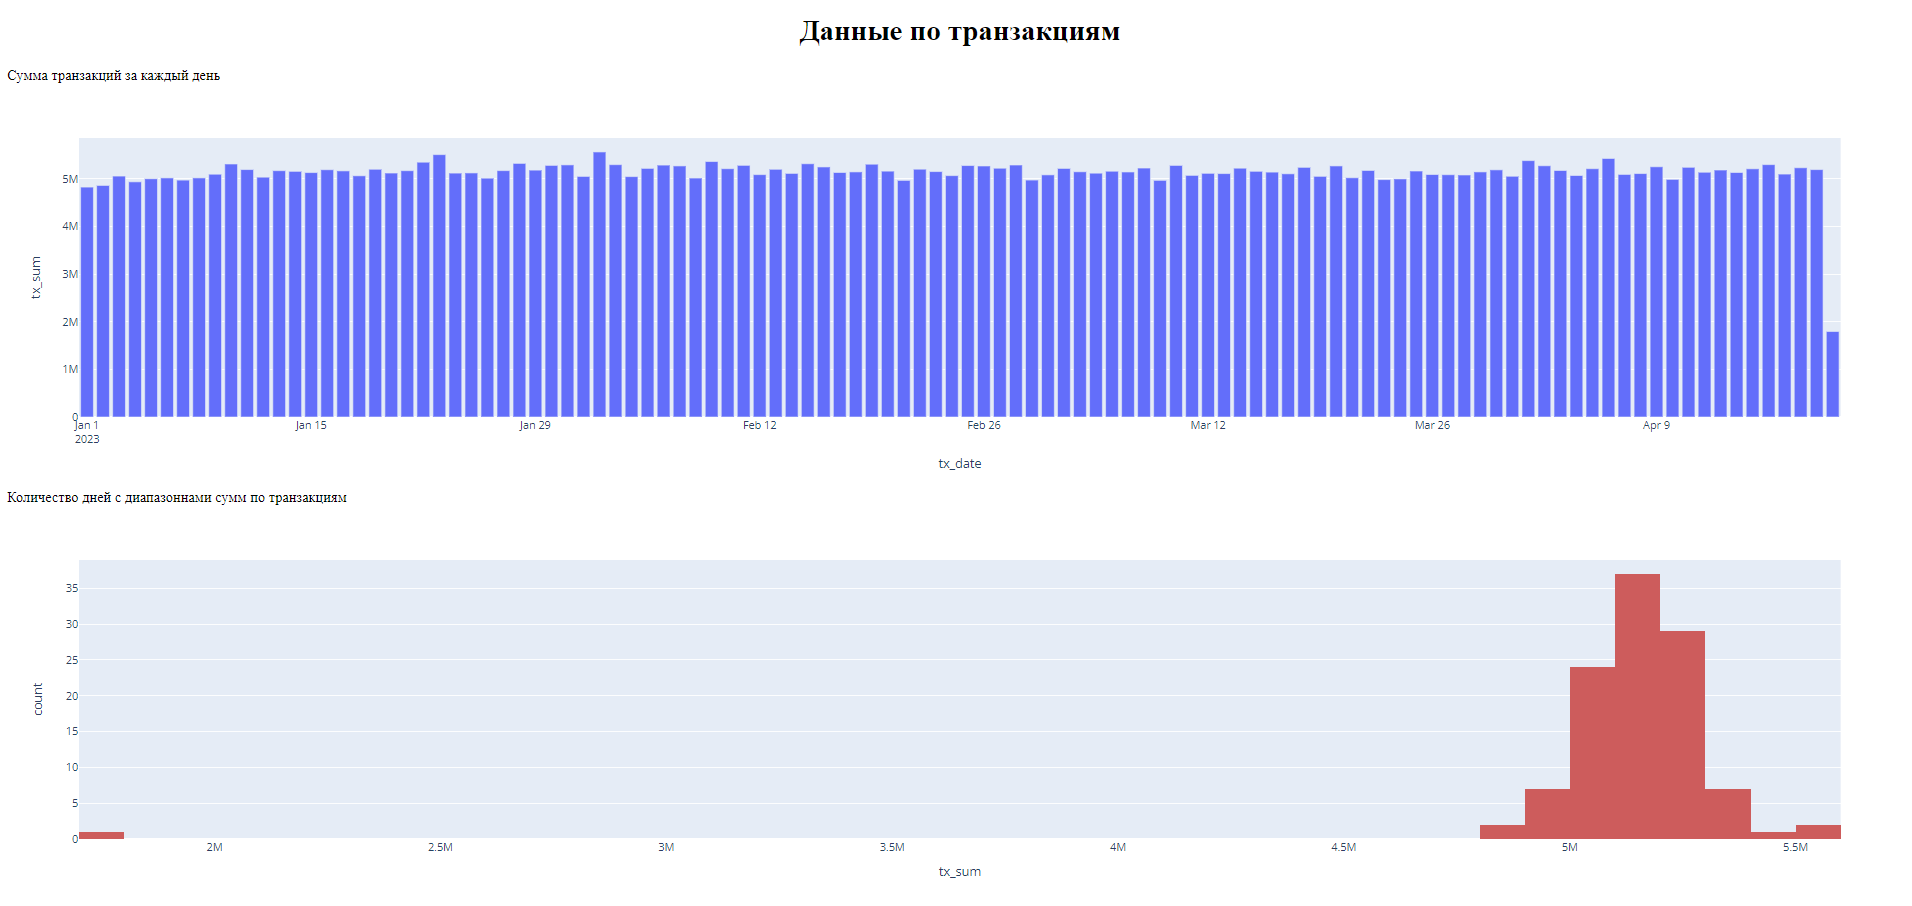 Данные по транзакциям
Сумма транзакций за каждый день
5M
4M
3M
2M
1M
0
tx_sum
Jan 1 Jan 15 Jan 29 Feb 12 Feb 26 Mar 12 Mar 26 Apr 9
2023
tx_date
Количество дней с диапазоннами сумм по транзакциям
35
30
25
20
15
10
5
0
count
2M 2.5M 3M 3.5M 4M 4.5M 5M 5.5M
tx_sum